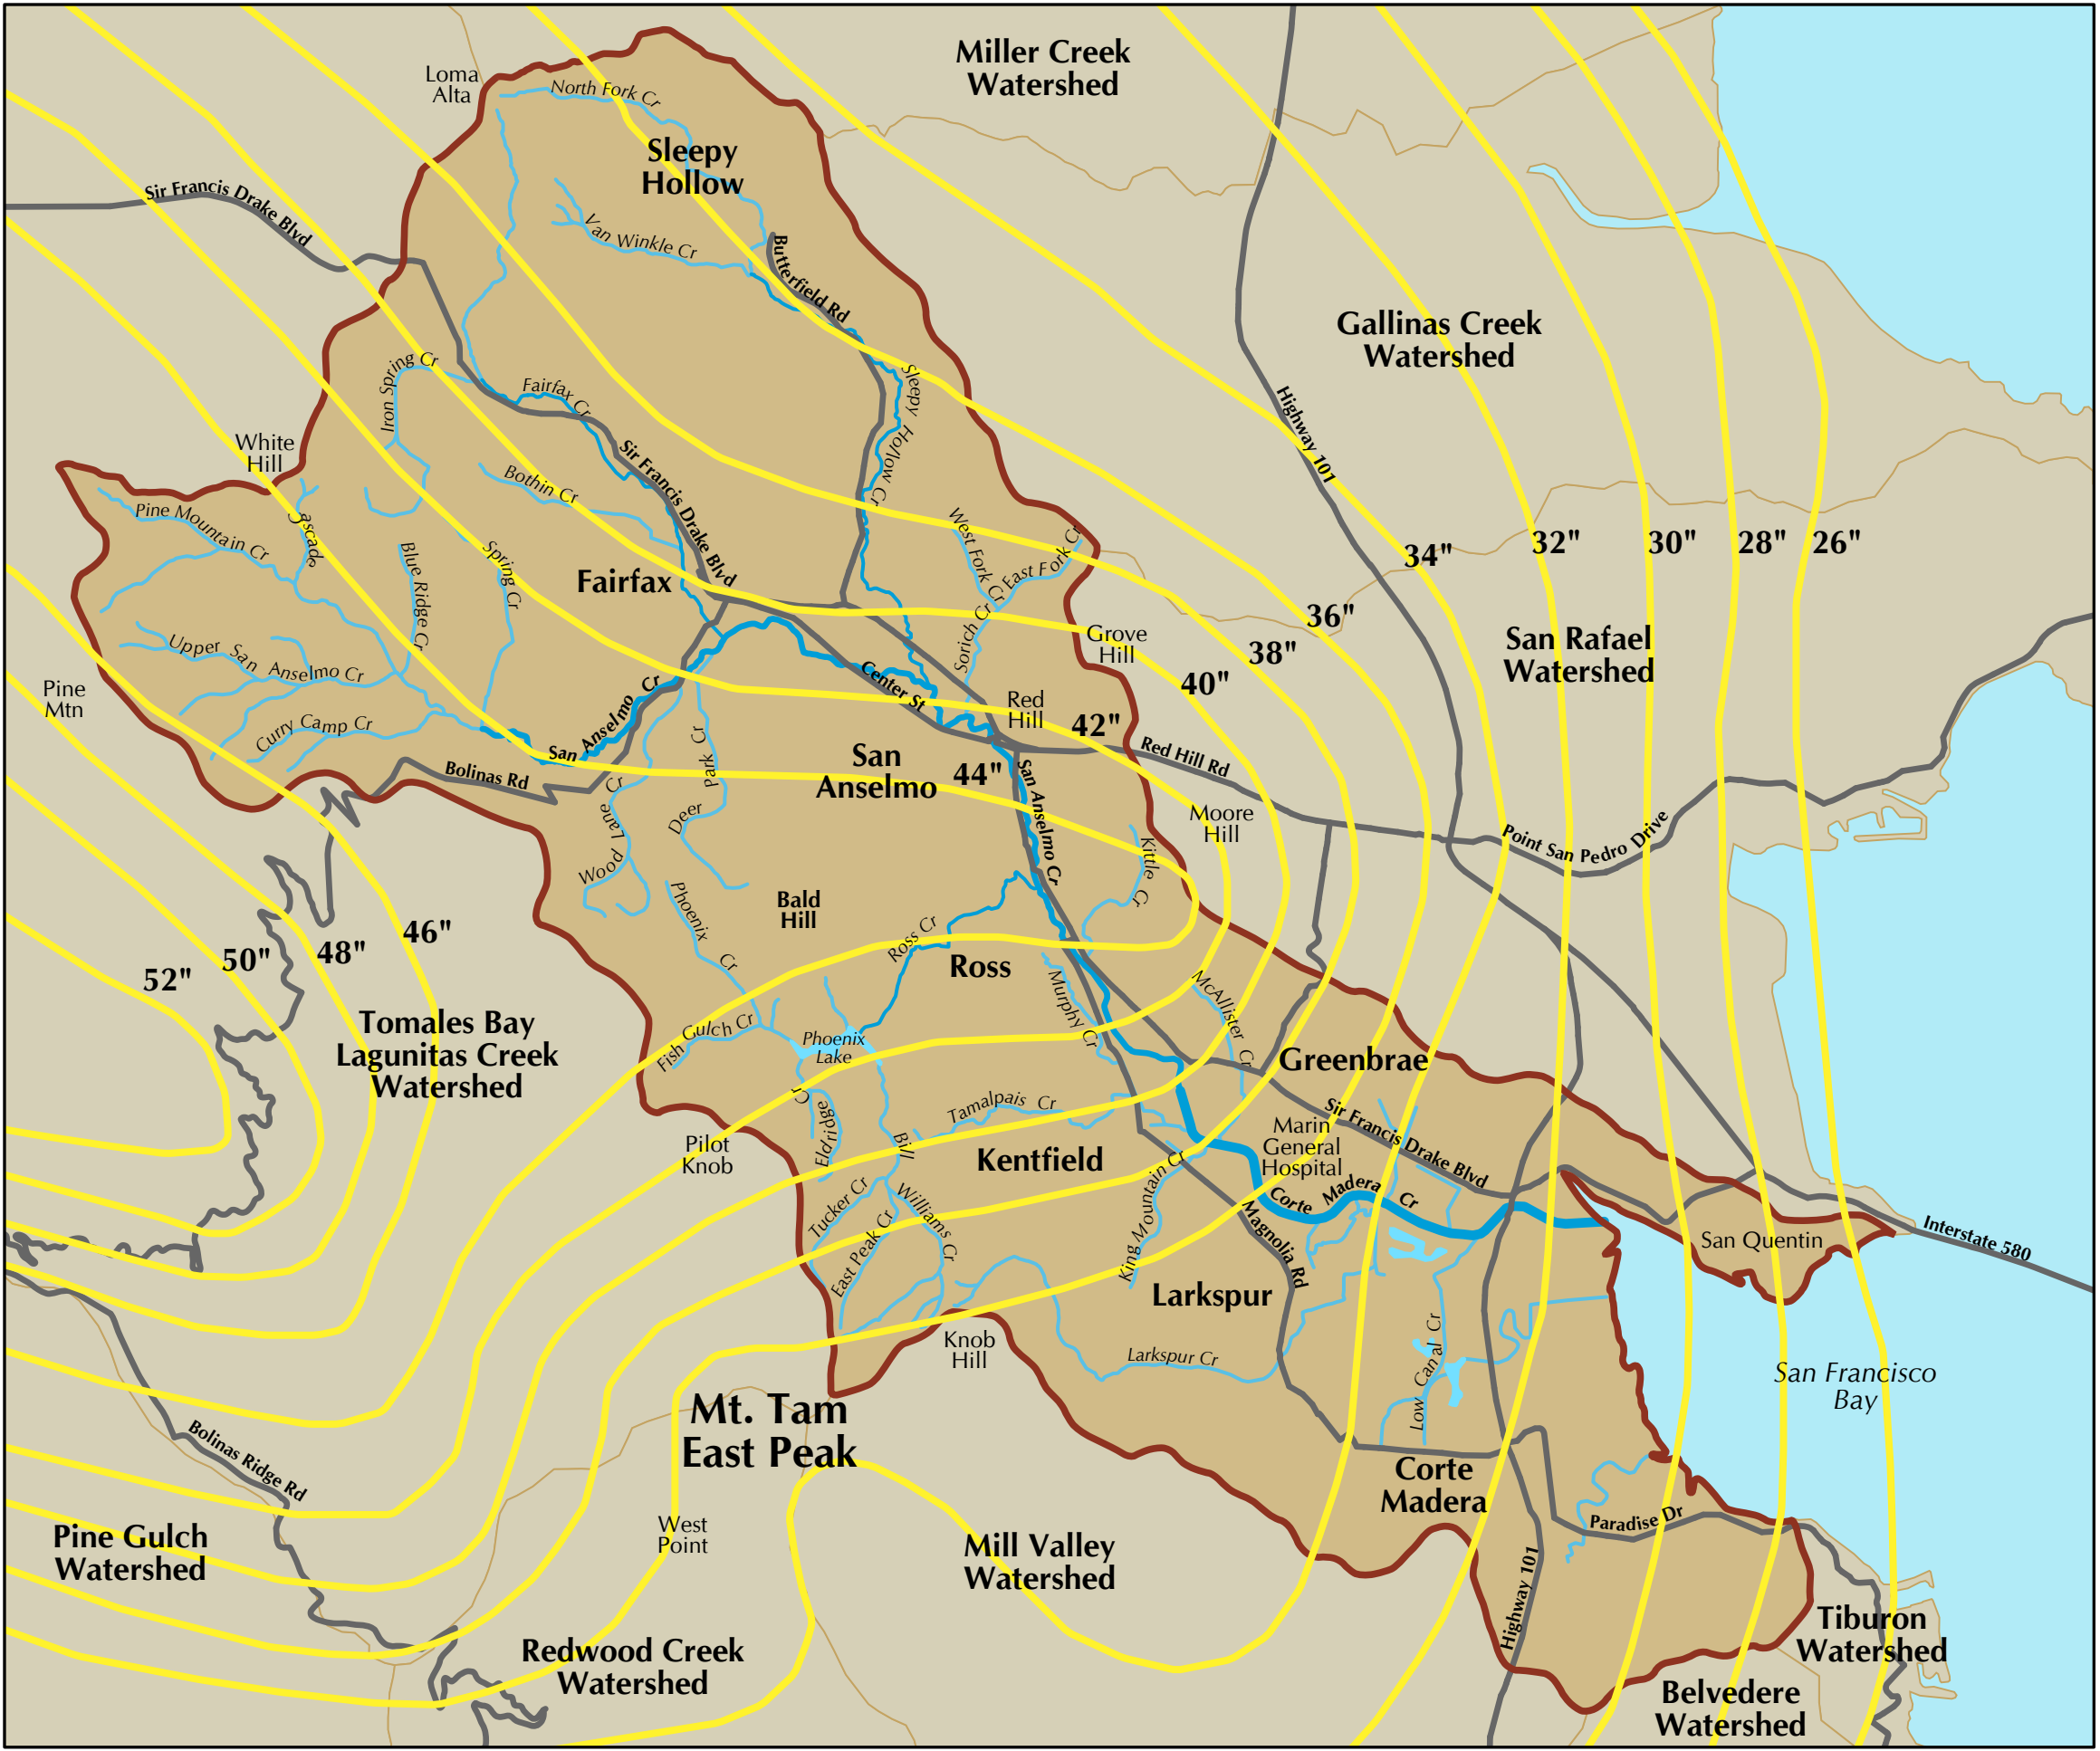 Miller Creek
Watershed
Loma
Alta
North Fork Cr
Sleepy
Hollow
Sir Francis Drake Blvd
Van Winkle Cr
Butterfield Rd
Gallinas Creek
Watershed
Iron Spring Cr
Fairfax Cr
Sleepy Hollow Cr
Highway 101
White
Hill
Sir Francis Drake Blvd
Bothin Cr
Pine Mountain Cr
Cascade
West Fork Cr
East Fork Cr
Blue Ridge Cr
Spring Cr
Fairfax
34"
32"
30"
28"
26"
36"
38"
40"
42"
44"
Grove
Hill
San Rafael
Watershed
Sorich Cr
Upper San Anselmo Cr
Pine
Mtn
Center St
Red
Hill
Curry Camp Cr
San Anselmo Cr
Park Cr
Deer
Red Hill Rd
San
Anselmo
Bolinas Rd
San Anselmo Cr
Moore
Hill
Point San Pedro Drive
Wood Lane Cr
Kittle Cr
Phoenix Cr
Bald
Hill
Ross Cr
46"
48"
50"
52"
Ross
Murphy Cr
McAllister Cr
Tomales Bay
Lagunitas Creek
Watershed
Fish Gulch Cr
Phoenix
Lake
Greenbrae
Eldridge Cr
Bill Williams Cr
Tamalpais Cr
Sir Francis Drake Blvd
Marin
General
Hospital
Pilot
Knob
Kentfield
Tucker Cr
East Peak Cr
King Mountain Cr
Corte Madera Cr
Magnolia Rd
San Quentin
Interstate 580
Larkspur
Knob
Hill
Larkspur Cr
Low Canal Cr
San Francisco
Bay
Mt. Tam
East Peak
Bolinas Ridge Rd
Corte
Madera
Paradise Dr
West
Point
Pine Gulch
Watershed
Mill Valley
Watershed
Highway 101
Tiburon
Watershed
Redwood Creek
Watershed
Belvedere
Watershed